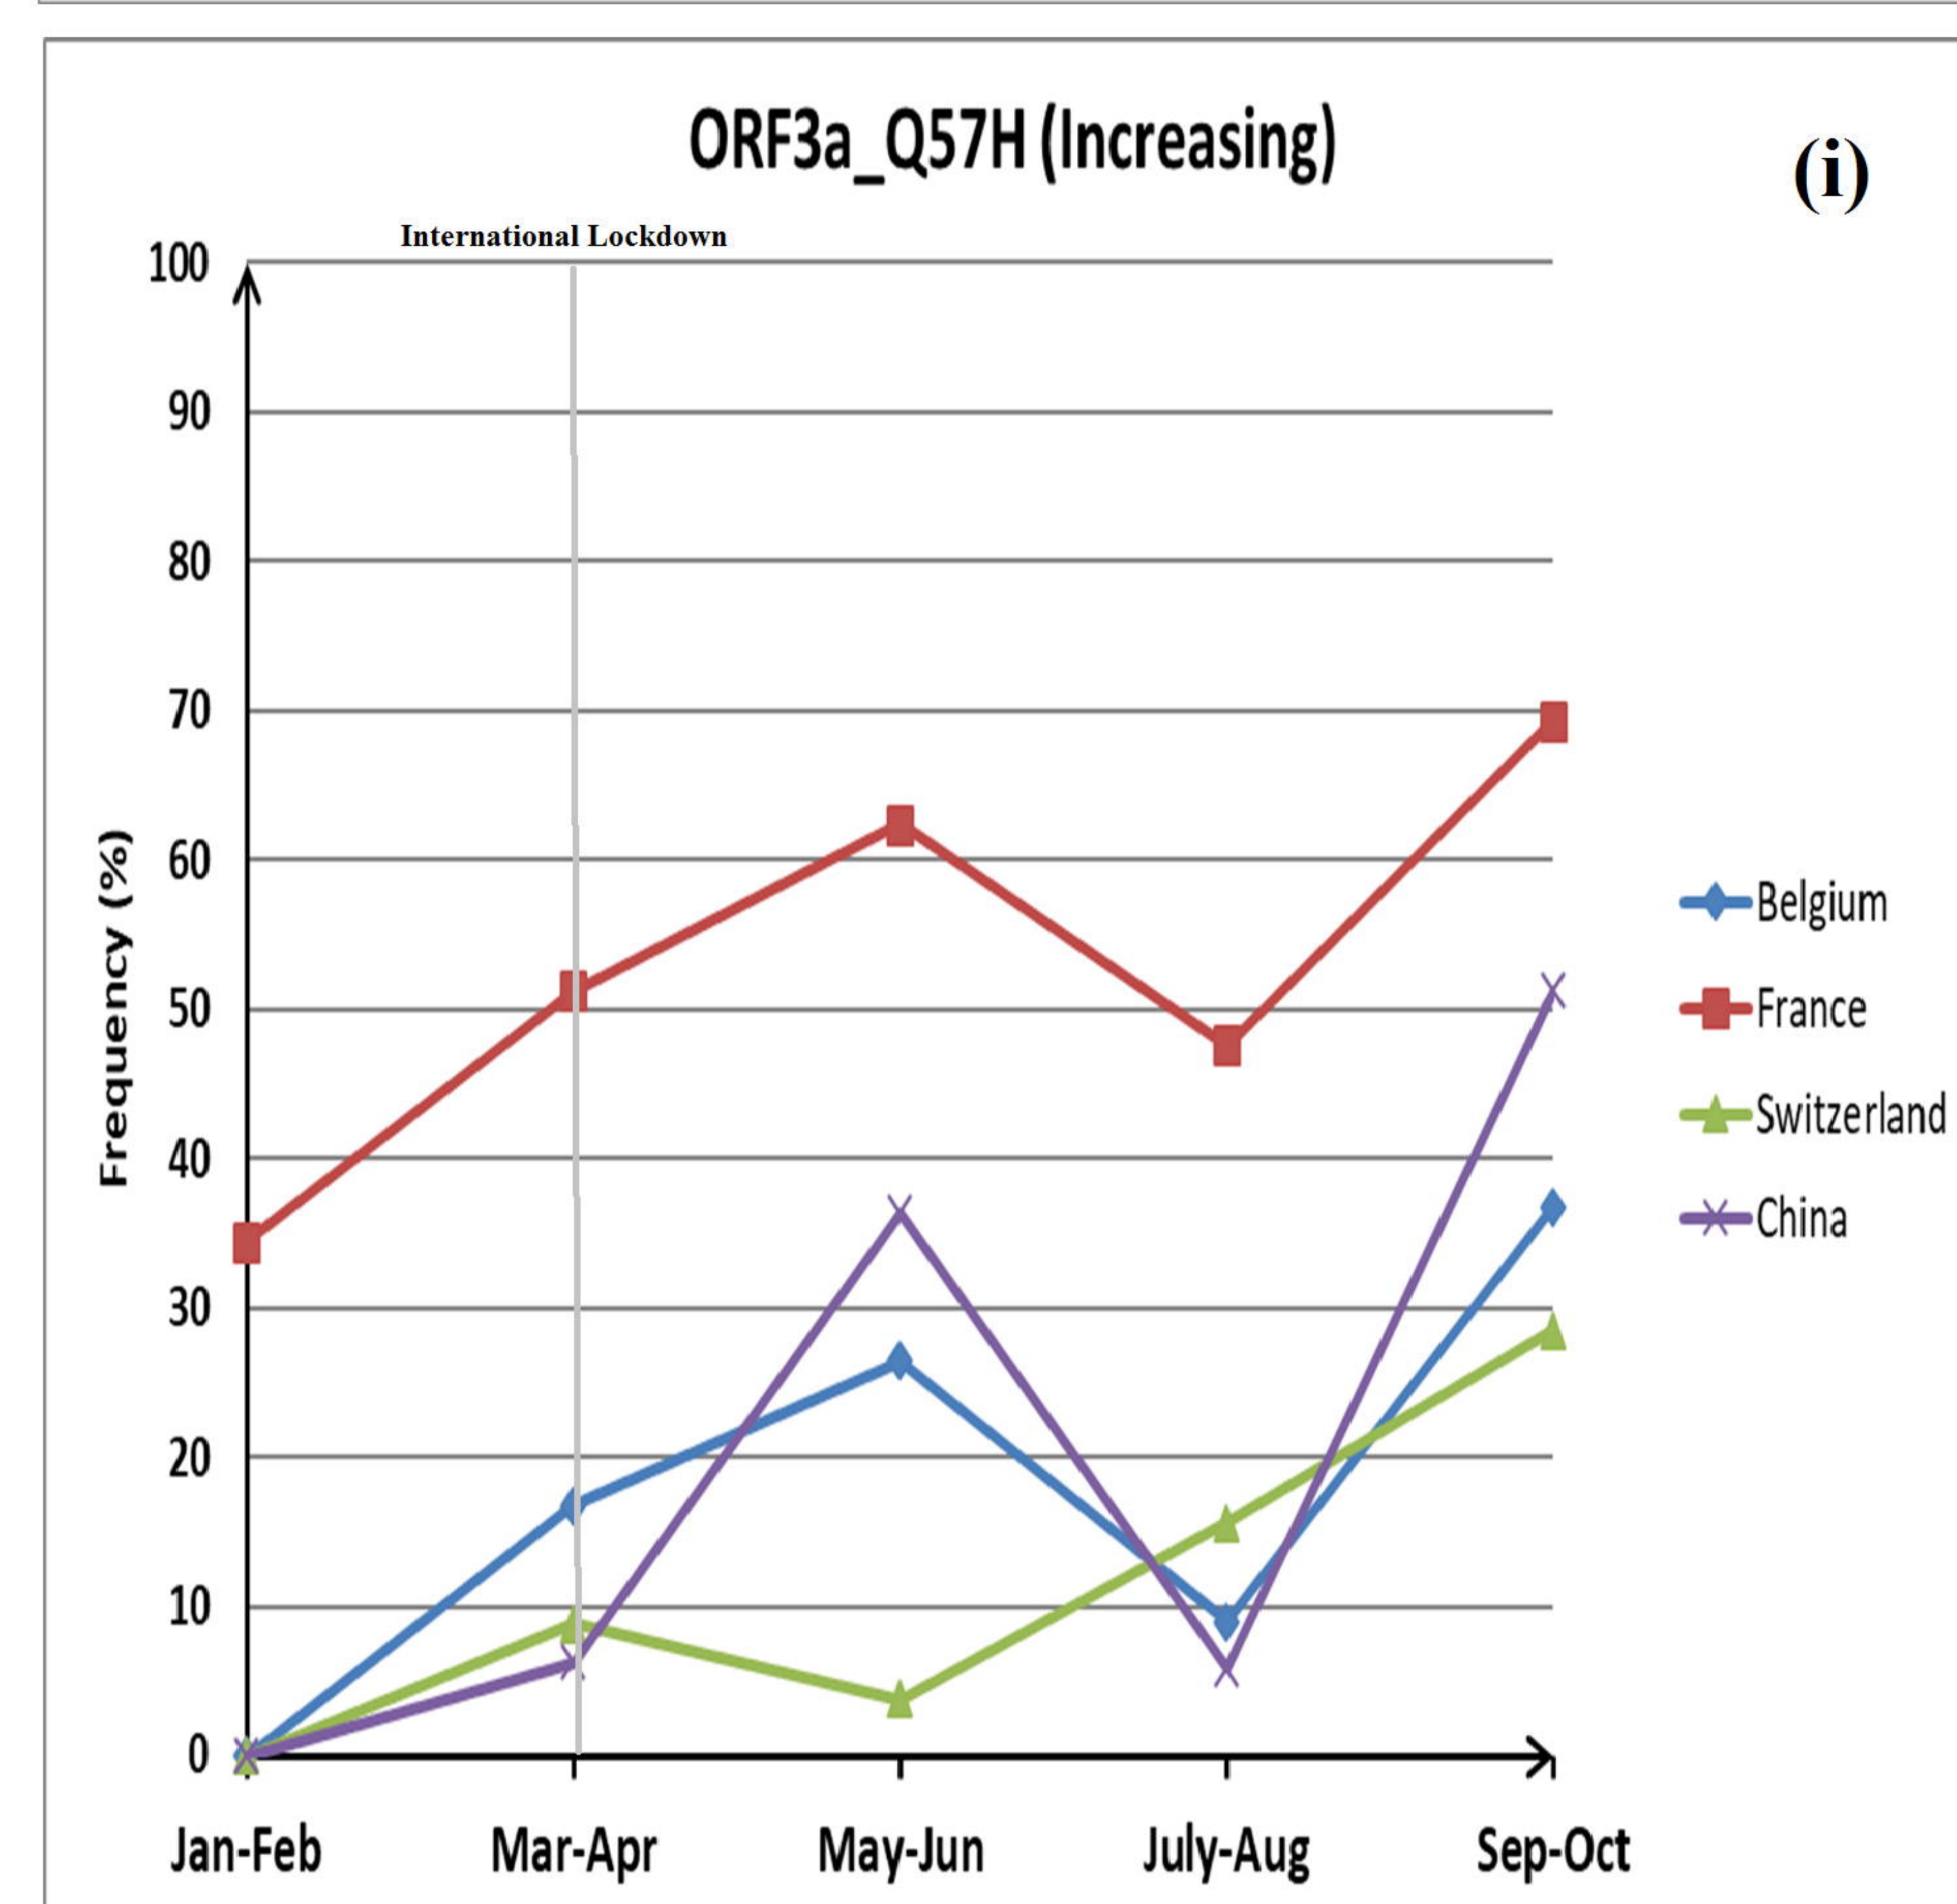 ORF3a_Q57H (Increasing)
(i)
International Lockdown
100
90
80
70
60
50
40
30
20
10
0
Frequency (%)
Jan-Feb
Mar-Apr
May-Jun
July-Aug
Sep-Oct
Belgium
France
Switzerland
China